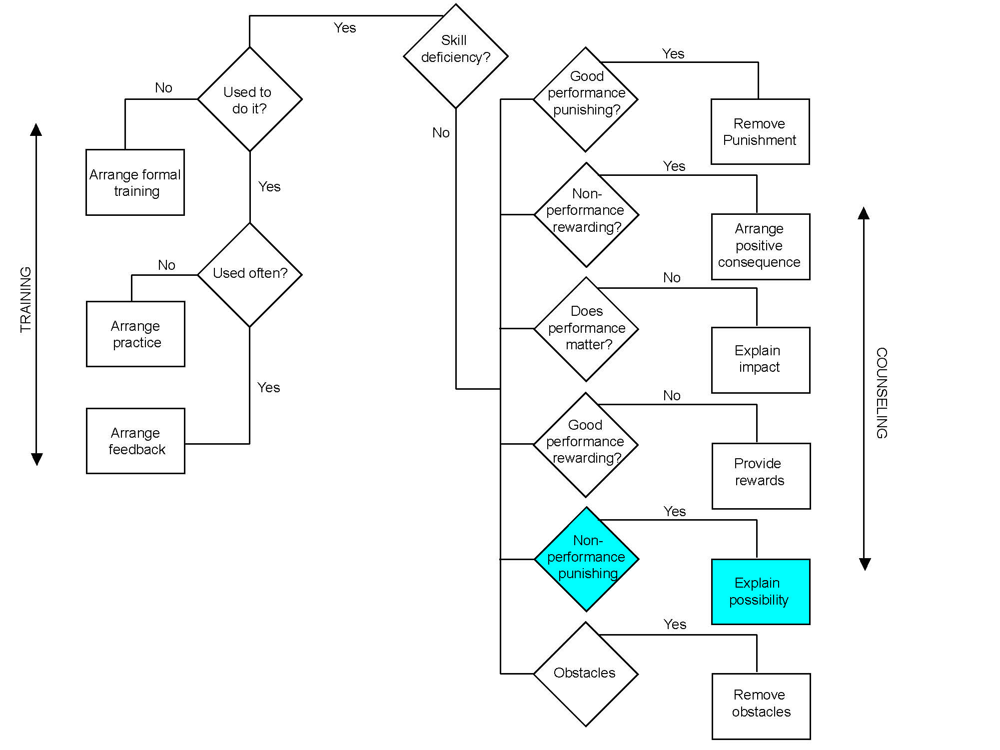 Skill
deficiency?
Yes
No
Used to
do it?
No
Arrange formal
training
Yes
Used often?
No
Arrange
practice
Yes
Arrange
feedback
TRAINING
Good
performance
punishing?
Yes
Remove
Punishment
Non-
performance
rewarding?
Yes
Arrange
positive
consequence
Does
performance
matter?
No
Explain
impact
Good
performance
rewarding?
No
Provide
rewards
Non-
performance
punishing
Yes
Explain
possibility
Obstacles
Yes
Remove
obstacles
COUNSELING